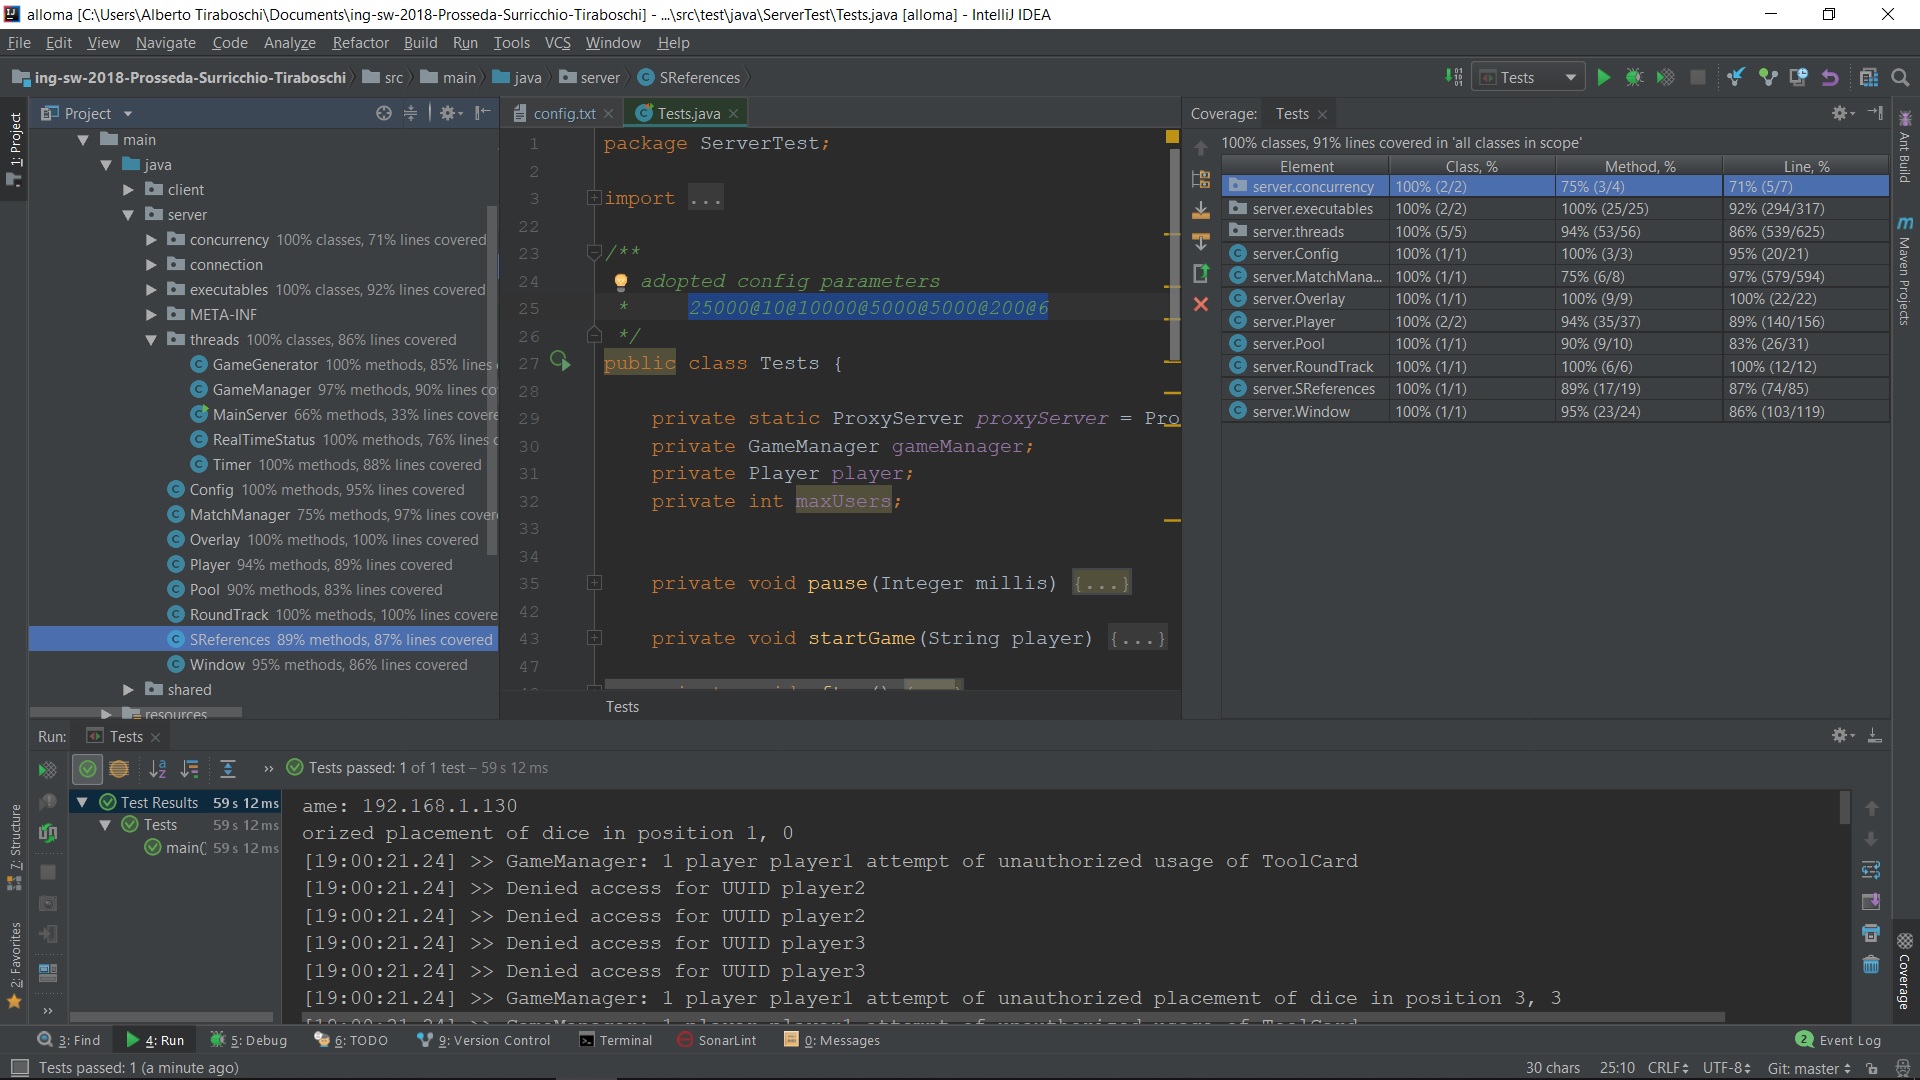 alloma [C:\Users\Alberto Tiraboschi\Documents\ing-sw-2018-Prosseda-Surricchio-Tiraboschi] - ...\src\test\java\ServerTest\Tests.java [alloma] - IntelliJ IDEA
File Edit View Navigate Code Analyze Refactor Build Run Tools VCS Window Help
ing-sw-2018-Prosseda-Surricchio-Tiraboschi src main java server SReferences Tests
1: Project
7: Structure
2: Favorites
Project
main
java
client
server
concurrency 100% classes, 71% lines covered
connection
executables 100% classes, 92% lines covered
META-INF
threads 100% classes, 86% lines covered
GameGenerator 100% methods, 85% lines
GameManager 97% methods, 90% lines co
MainServer 66% methods, 33% lines covere
RealTimeStatus 100% methods, 76% lines c
Timer 100% methods, 88% lines covered
Config 100% methods, 95% lines covered
MatchManager 75% methods, 97% lines cover
Overlay 100% methods, 100% lines covered
Player 94% methods, 89% lines covered
Pool 90% methods, 83% lines covered
RoundTrack 100% methods, 100% lines covere
SReferences 89% methods, 87% lines covered
Window 95% methods, 86% lines covered
shared
resources
config.txt Tests.java
1 package ServerTest;
2
3 import ...
22
23 /**
24 adopted config parameters
25 * 25000@10@10000@5000@5000@200@6
26 */
27 public class Tests {
28
29 private static ProxyServer proxyServer = Pro
30 private GameManager gameManager;
31 private Player player;
32 private int maxUsers;
33
34
35 private void pause(Integer millis) {...}
42
43 private void startGame(String player) {...}
47
Tests
Coverage: Tests
100% classes, 91% lines covered in 'all classes in scope'
Element Class, % Method, % Line, %
server.concurrency 100% (2/2) 75% (3/4) 71% (5/7)
server.executables 100% (2/2) 100% (25/25) 92% (294/317)
server.threads 100% (5/5) 94% (53/56) 86% (539/625)
server.Config 100% (1/1) 100% (3/3) 95% (20/21)
server.MatchMana... 100% (1/1) 75% (6/8) 97% (579/594)
server.Overlay 100% (1/1) 100% (9/9) 100% (22/22)
server.Player 100% (2/2) 94% (35/37) 89% (140/156)
server.Pool 100% (1/1) 90% (9/10) 83% (26/31)
server.RoundTrack 100% (1/1) 100% (6/6) 100% (12/12)
server.SReferences 100% (1/1) 89% (17/19) 87% (74/85)
server.Window 100% (1/1) 95% (23/24) 86% (103/119)
Ant Build
Maven Projects
Coverage
Run: Tests
Tests passed: 1 of 1 test – 59 s 12 ms
Test Results 59 s 12 ms
Tests 59 s 12 ms
main( 59 s 12 ms
ame: 192.168.1.130
orized placement of dice in position 1, 0
[19:00:21.24] >> GameManager: 1 player player1 attempt of unauthorized usage of ToolCard
[19:00:21.24] >> Denied access for UUID player2
[19:00:21.24] >> Denied access for UUID player2
[19:00:21.24] >> Denied access for UUID player3
[19:00:21.24] >> Denied access for UUID player3
[19:00:21.24] >> GameManager: 1 player player1 attempt of unauthorized placement of dice in position 3, 3
[19:00:21.24] >> GameManager: 1 player player1 attempt of unauthorized usage of ToolCard
3: Find 4: Run 5: Debug 6: TODO 9: Version Control Terminal SonarLint 0: Messages 2 Event Log
Tests passed: 1 (a minute ago) 30 chars 25:10 CRLF UTF-8 Git: master